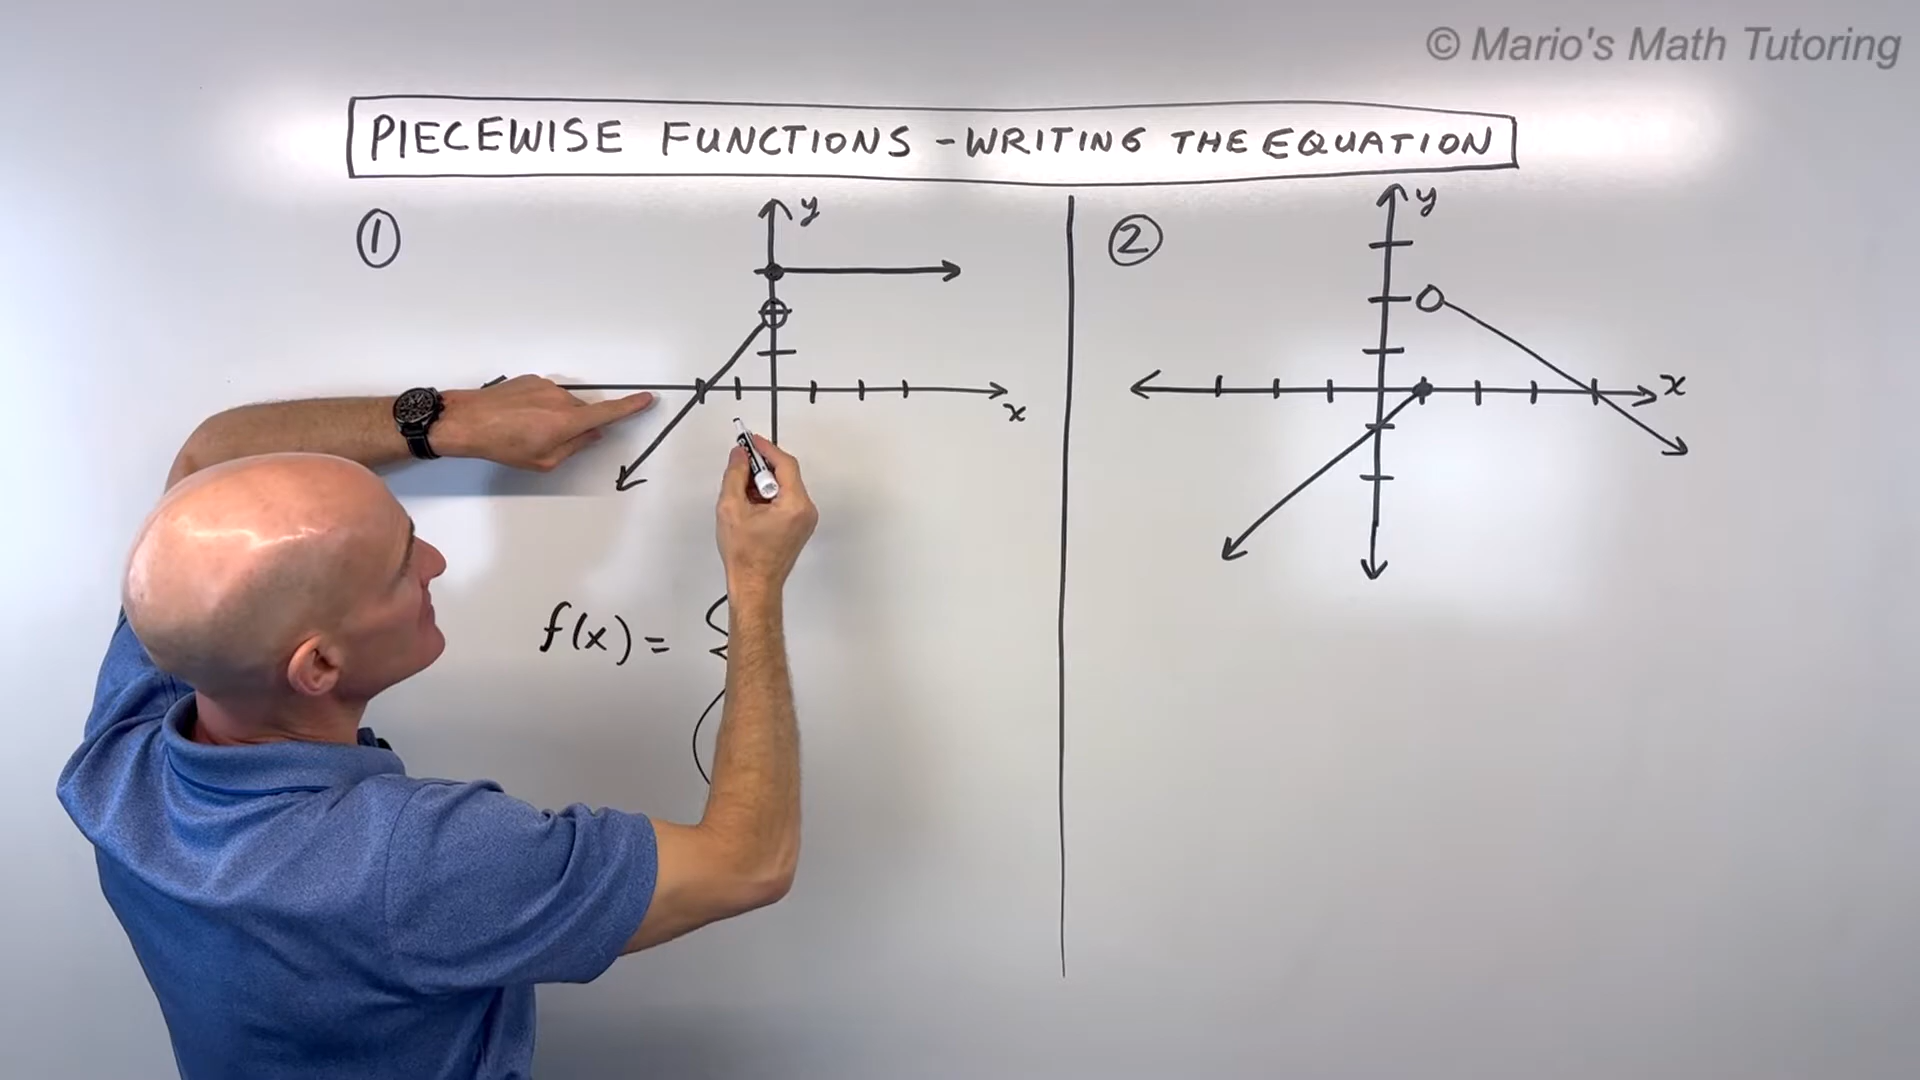 © Mario's Math Tutoring
PIECEWISE FUNCTIONS - WRITING THE EQUATION
① y
x
f(x) = {
② y
x